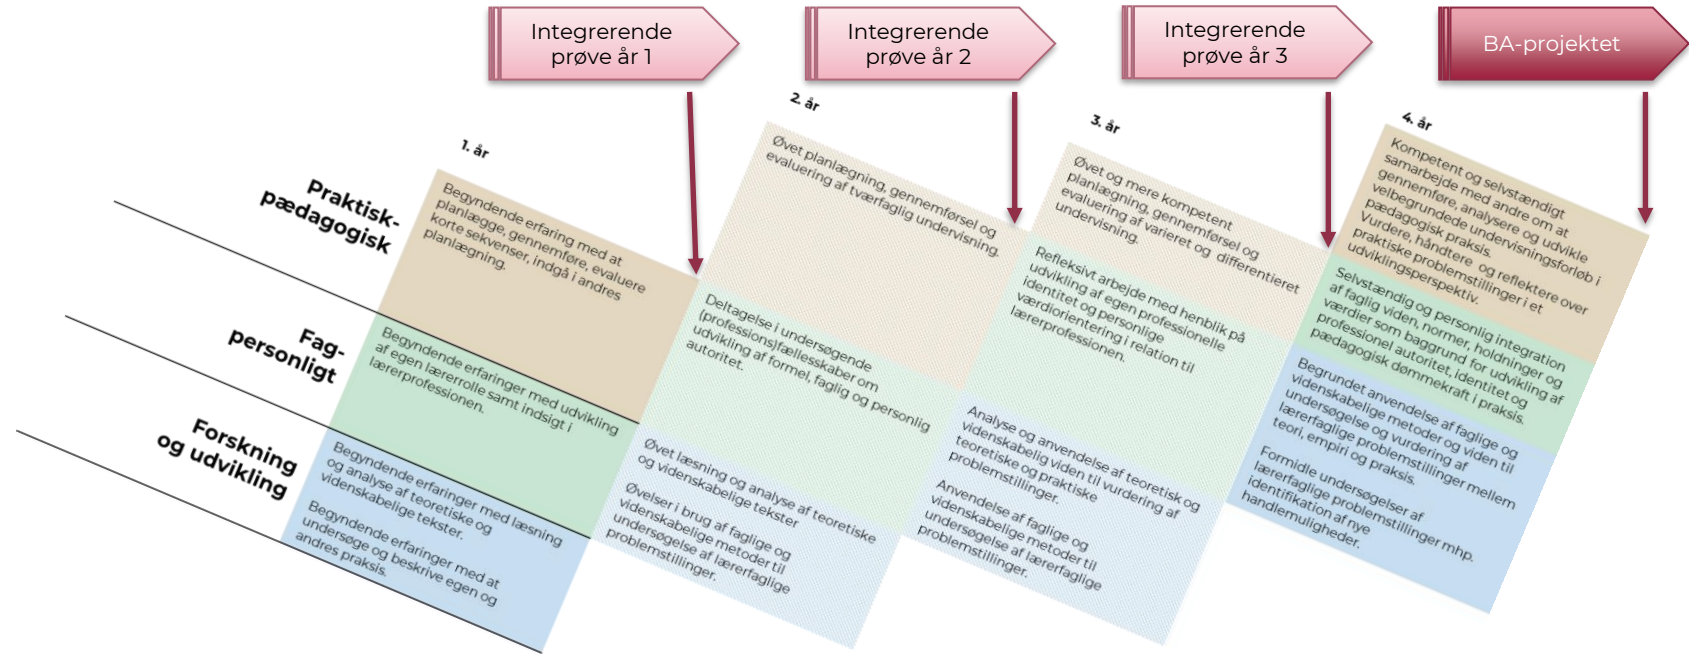 Integrerende
prøve år 1
Integrerende
prøve år 2
Integrerende
prøve år 3
BA-projektet
1. år
2. år
3. år
4. år
Praktisk-
pædagogisk
Begyndende erfaring med at
planlægge, gennemføre, evaluere
korte sekvenser, indgå i andres
planlægning.
Øvet planlægning, gennemførsel og
evaluering af tværfaglig undervisning.
Øvet og mere kompetent
planlægning, gennemførsel og
evaluering af varieret og differentieret
undervisning.
Kompetent og selvstændigt
samarbejde med andre om at
gennemføre, analysere og udvikle
velbegrundede undervisningsforløb i
pædagogisk praksis.
Vurdere, håndtere og reflektere over
praktiske problemstillinger i et
udviklingsperspektiv.
Fag-
personligt
Begyndende erfaringer med udvikling
af egen lærerrolle samt indsigt i
lærerprofessionen.
Deltagelse i undersøgende
(professions)fællesskaber om
udvikling af formel, faglig og personlig
autoritet.
Refleksivt arbejde med henblik på
udvikling af egen professionelle
identitet og personlige
værdiorientering i relation til
lærerprofessionen.
Selvstændig og personlig integration
af faglig viden, normer, holdninger og
værdier som baggrund for udvikling af
professionel autoritet, identitet og
pædagogisk dømmekraft i praksis.
Forskning
og udvikling
Begyndende erfaringer med læsning
og analyse af teoretiske og
videnskabelige tekster.
Begyndende erfaringer med at
undersøge og beskrive egen og
andres praksis.
Øvet læsning og analyse af teoretiske
og videnskabelige tekster
Øvelser i brug af faglige og
videnskabelige metoder til
undersøgelse af lærerfaglige
problemstillinger.
Analyse og anvendelse af teoretisk og
videnskabelig viden til vurdering af
teoretiske og praktiske
problemstillinger.
Anvendelse af faglige og
videnskabelige metoder til
undersøgelse af lærerfaglige
problemstillinger.
Begrundet anvendelse af faglige og
videnskabelige metoder og viden til
undersøgelse og vurdering af
lærerfaglige problemstillinger mellem
teori, empiri og praksis.
Formidle undersøgelser af
lærerfaglige problemstillinger mhp.
identifikation af nye
handlemuligheder.